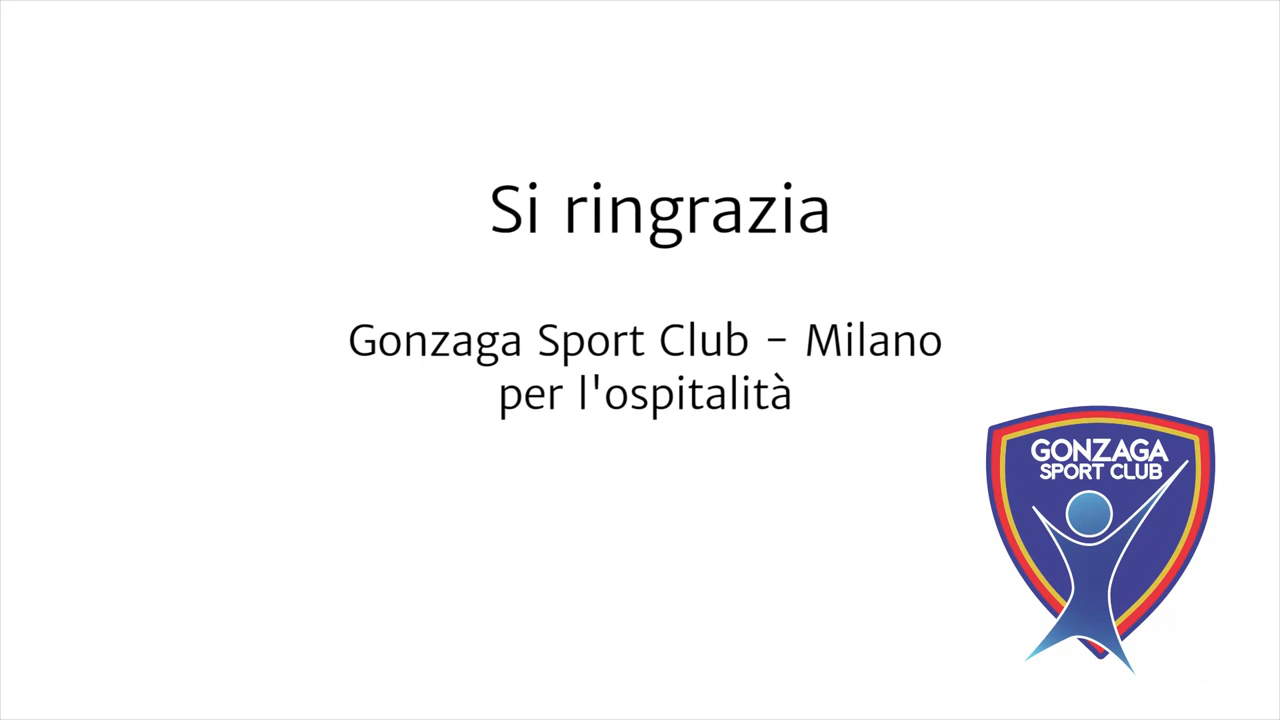 Si ringrazia
Gonzaga Sport Club - Milano
per l'ospitalità
GONZAGA
SPORT CLUB